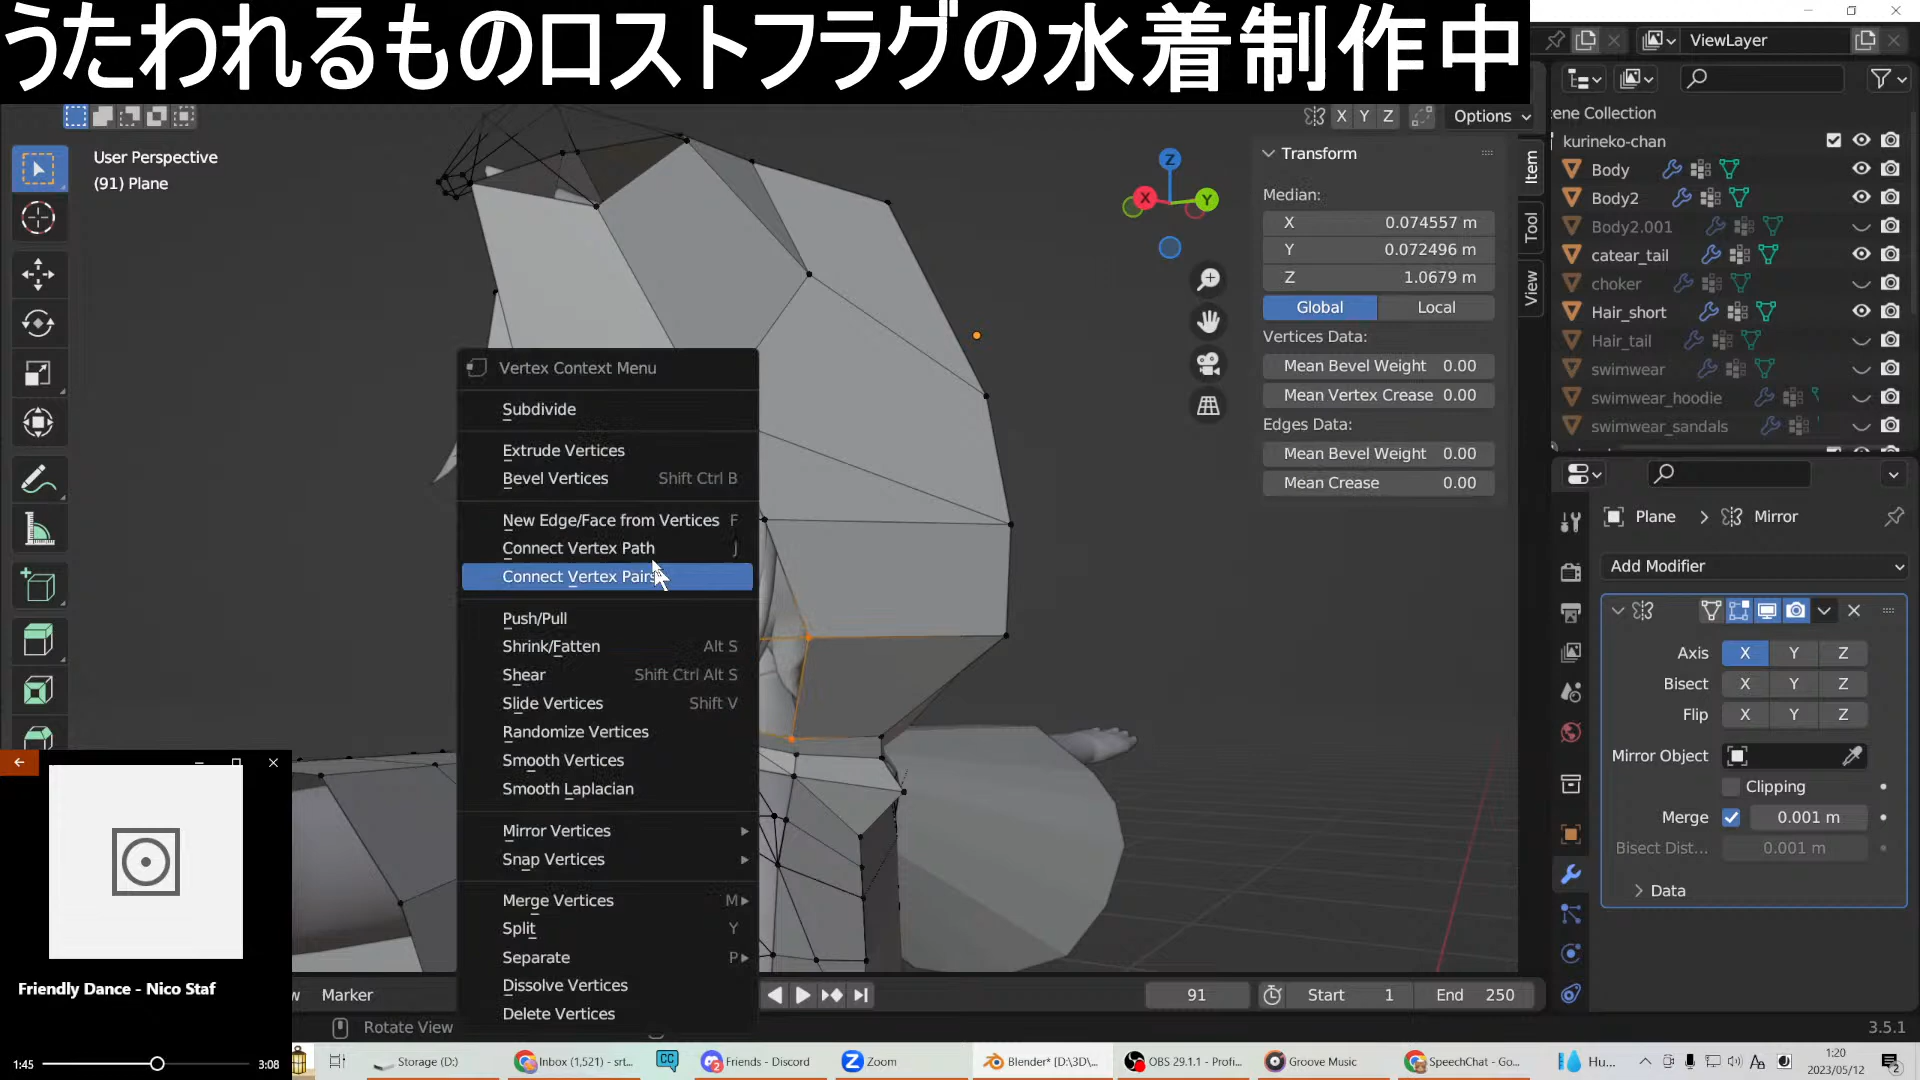 うたわれるものロストフラグの水着制作中
ViewLayer
X
Y
Z
Options
User Perspective
(91) Plane
Transform
Median:
X 0.074557 m
Y 0.072496 m
Z 1.0679 m
Global
Local
Vertices Data:
Mean Bevel Weight 0.00
Mean Vertex Crease 0.00
Edges Data:
Mean Bevel Weight 0.00
Mean Crease 0.00
Item
Tool
View
Z
X
Y
ene Collection
kurineko-chan
Body
Body2
Body2.001
catear_tail
choker
Hair_short
Hair_tail
swimwear
swimwear_hoodie
swimwear_sandals
Plane
Mirror
Add Modifier
Axis X Y Z
Bisect X Y Z
Flip X Y Z
Mirror Object
Clipping
Merge 0.001 m
Bisect Dist... 0.001 m
Data
Vertex Context Menu
Subdivide
Extrude Vertices
Bevel Vertices Shift Ctrl B
New Edge/Face from Vertices F
Connect Vertex Path J
Connect Vertex Pairs
Push/Pull
Shrink/Fatten Alt S
Shear Shift Ctrl Alt S
Slide Vertices Shift V
Randomize Vertices
Smooth Vertices
Smooth Laplacian
Mirror Vertices
Snap Vertices
Merge Vertices M
Split Y
Separate P
Dissolve Vertices
Delete Vertices
Friendly Dance - Nico Staf
1:45
3:08
Marker
91
Start 1
End 250
Rotate View
3.5.1
Storage (D:)
Inbox (1,521) - srt...
CC
Friends - Discord
Zoom
Blender* [D:\3D\...
OBS 29.1.1 - Profi...
Groove Music
SpeechChat - Go...
Hu...
A
1:20
2023/05/12
2